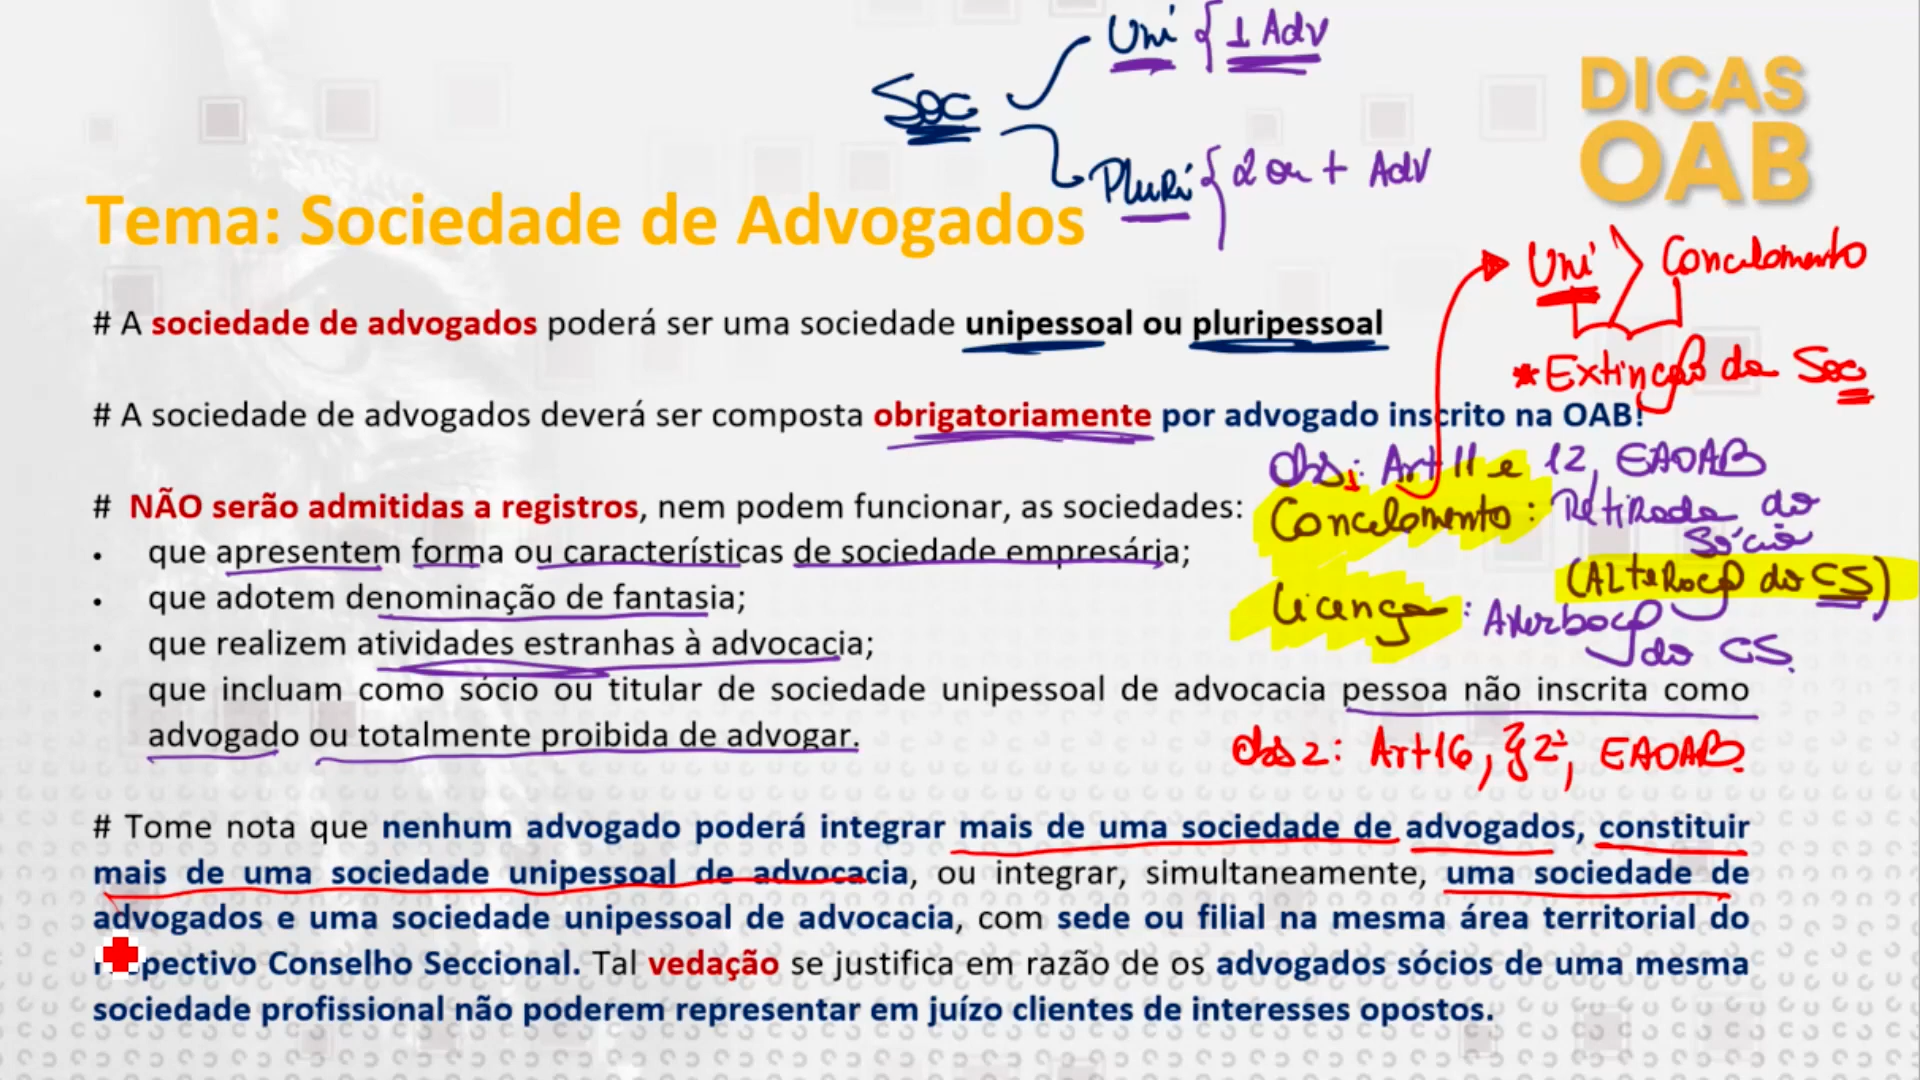 Soc
Uni { 1 Adv
Pluri { 2 ou + Adv
DICAS
OAB
Tema: Sociedade de Advogados
Uni > Cancelamento
* Extinção da Soc
# A sociedade de advogados poderá ser uma sociedade unipessoal ou pluripessoal
# A sociedade de advogados deverá ser composta obrigatoriamente por advogado inscrito na OAB!
obs1: Art 11 e 12, EAOAB
Cancelamento: Retirada do Sócio
(Alteração do CS)
Licença: Averbação do CS.
# NÃO serão admitidas a registros, nem podem funcionar, as sociedades:
• que apresentem forma ou características de sociedade empresária;
• que adotem denominação de fantasia;
• que realizem atividades estranhas à advocacia;
• que incluam como sócio ou titular de sociedade unipessoal de advocacia pessoa não inscrita como
advogado ou totalmente proibida de advogar.
obs 2: Art 16, § 2º, EAOAB.
# Tome nota que nenhum advogado poderá integrar mais de uma sociedade de advogados, constituir
mais de uma sociedade unipessoal de advocacia, ou integrar, simultaneamente, uma sociedade de
advogados e uma sociedade unipessoal de advocacia, com sede ou filial na mesma área territorial do
respectivo Conselho Seccional. Tal vedação se justifica em razão de os advogados sócios de uma mesma
sociedade profissional não poderem representar em juízo clientes de interesses opostos.